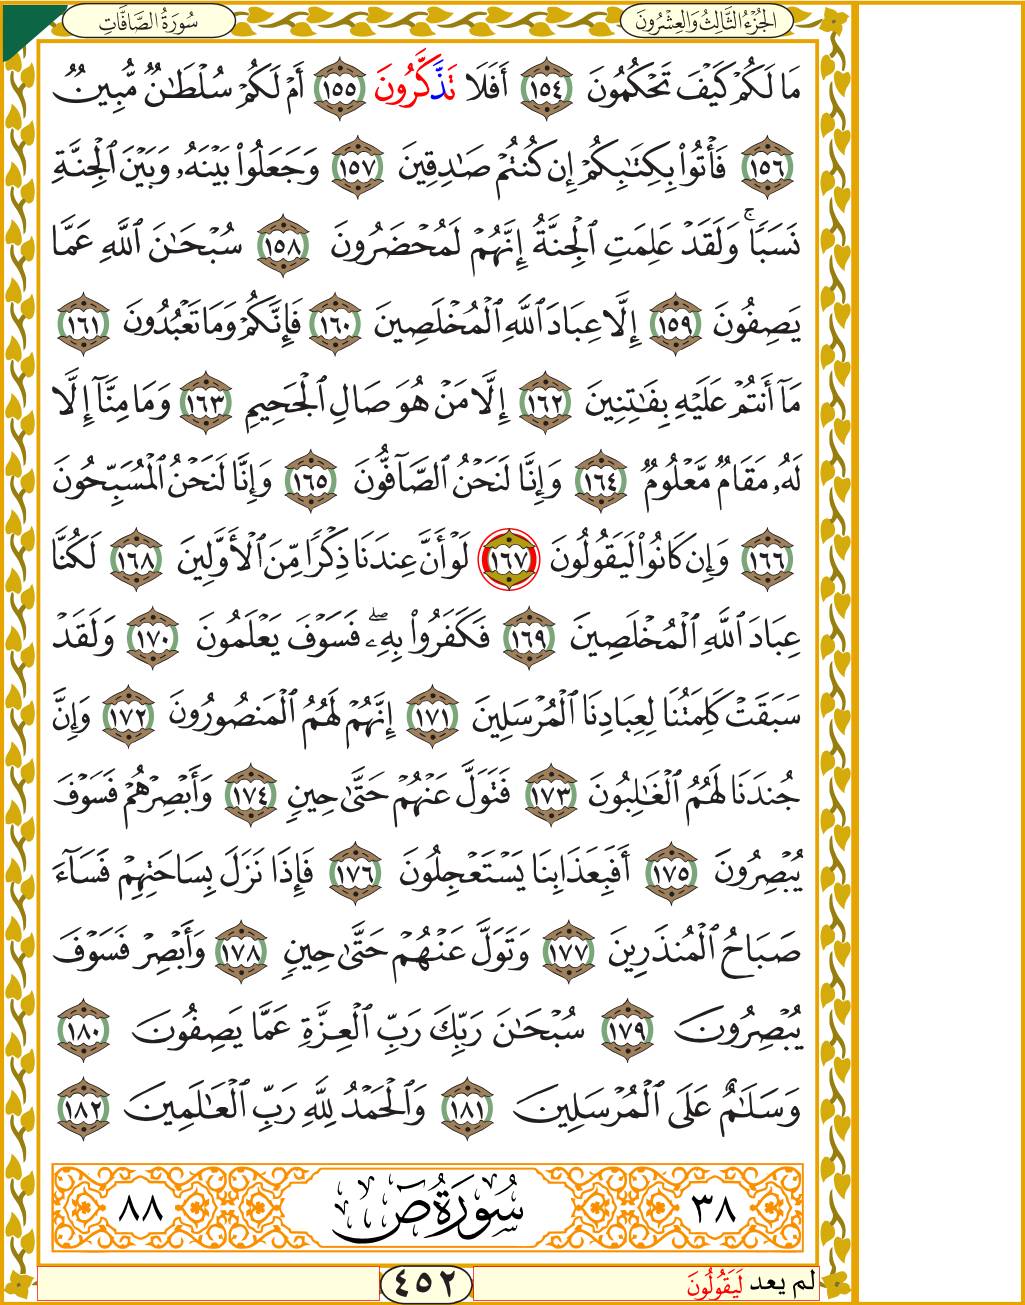 الجُزْءُ الثَّالِثُ وَالعِشْرُونَ
سُورَةُ الصَّافَّاتِ
مَا لَكُمْ كَيْفَ تَحْكُمُونَ ١٥٤ أَفَلَا تَذَّكَّرُونَ ١٥٥ أَمْ لَكُمْ سُلْطَـٰنٌ مُّبِينٌ
١٥٦ فَأْتُوا۟ بِكِتَـٰبِكُمْ إِن كُنتُمْ صَـٰدِقِينَ ١٥٧ وَجَعَلُوا۟ بَيْنَهُۥ وَبَيْنَ ٱلْجِنَّةِ
نَسَبًا ۚ وَلَقَدْ عَلِمَتِ ٱلْجِنَّةُ إِنَّهُمْ لَمُحْضَرُونَ ١٥٨ سُبْحَـٰنَ ٱللَّهِ عَمَّا
يَصِفُونَ ١٥٩ إِلَّا عِبَادَ ٱللَّهِ ٱلْمُخْلَصِينَ ١٦٠ فَإِنَّكُمْ وَمَا تَعْبُدُونَ ١٦١
مَآ أَنتُمْ عَلَيْهِ بِفَـٰتِنِينَ ١٦٢ إِلَّا مَنْ هُوَ صَالِ ٱلْجَحِيمِ ١٦٣ وَمَا مِنَّآ إِلَّا
لَهُۥ مَقَامٌ مَّعْلُومٌ ١٦٤ وَإِنَّا لَنَحْنُ ٱلصَّآفُّونَ ١٦٥ وَإِنَّا لَنَحْنُ ٱلْمُسَبِّحُونَ
١٦٦ وَإِن كَانُوا۟ لَيَقُولُونَ ١٦٧ لَوْ أَنَّ عِندَنَا ذِكْرًا مِّنَ ٱلْأَوَّلِينَ ١٦٨ لَكُنَّا
عِبَادَ ٱللَّهِ ٱلْمُخْلَصِينَ ١٦٩ فَكَفَرُوا۟ بِهِۦ ۖ فَسَوْفَ يَعْلَمُونَ ١٧٠ وَلَقَدْ
سَبَقَتْ كَلِمَتُنَا لِعِبَادِنَا ٱلْمُرْسَلِينَ ١٧١ إِنَّهُمْ لَهُمُ ٱلْمَنصُورُونَ ١٧٢ وَإِنَّ
جُندَنَا لَهُمُ ٱلْغَـٰلِبُونَ ١٧٣ فَتَوَلَّ عَنْهُمْ حَتَّىٰ حِينٍ ١٧٤ وَأَبْصِرْهُمْ فَسَوْفَ
يُبْصِرُونَ ١٧٥ أَفَبِعَذَابِنَا يَسْتَعْجِلُونَ ١٧٦ فَإِذَا نَزَلَ بِسَاحَتِهِمْ فَسَآءَ
صَبَاحُ ٱلْمُنذَرِينَ ١٧٧ وَتَوَلَّ عَنْهُمْ حَتَّىٰ حِينٍ ١٧٨ وَأَبْصِرْ فَسَوْفَ
يُبْصِرُونَ ١٧٩ سُبْحَـٰنَ رَبِّكَ رَبِّ ٱلْعِزَّةِ عَمَّا يَصِفُونَ ١٨٠
وَسَلَـٰمٌ عَلَى ٱلْمُرْسَلِينَ ١٨١ وَٱلْحَمْدُ لِلَّهِ رَبِّ ٱلْعَـٰلَمِينَ ١٨٢
٣٨ سُورَةُ صٓ ٨٨
لم يعد لَيَقُولُونَ
٤٥٢